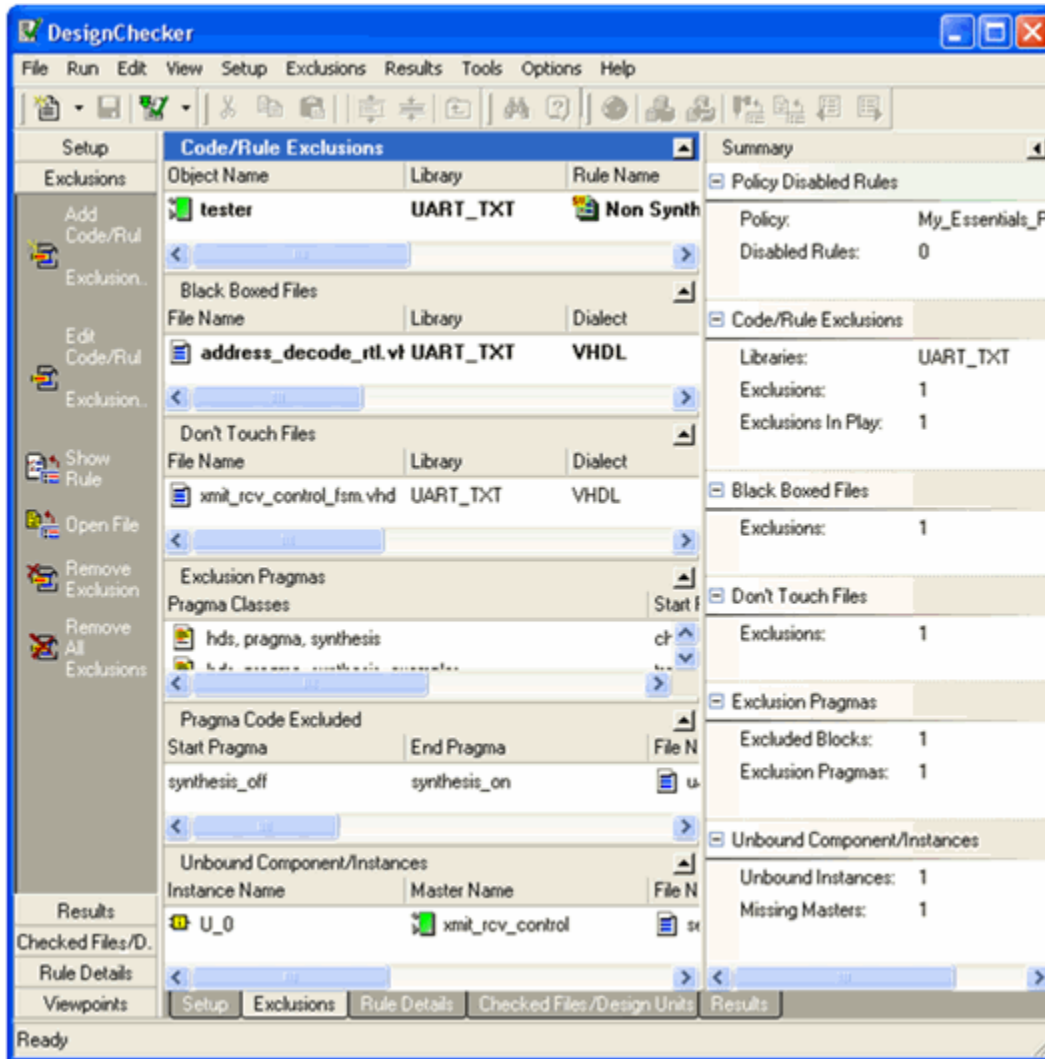 DesignChecker
File Run Edit View Setup Exclusions Results Tools Options Help
Setup
Exclusions
Add
Code/Rul
Exclusion..
Edit
Code/Rul
Exclusion..
Show
Rule
Open File
Remove
Exclusion
Remove
All
Exclusions
Results
Checked Files/D.
Rule Details
Viewpoints
Code/Rule Exclusions
Object Name Library Rule Name
tester UART_TXT Non Synth
Black Boxed Files
File Name Library Dialect
address_decode_rtl.vh UART_TXT VHDL
Don't Touch Files
File Name Library Dialect
xmit_rcv_control_fsm.vhd UART_TXT VHDL
Exclusion Pragmas
Pragma Classes Start
hds, pragma, synthesis
Pragma Code Excluded
Start Pragma End Pragma File N
synthesis_off synthesis_on
Unbound Component/Instances
Instance Name Master Name File N
U_0 xmit_rcv_control se
Summary
Policy Disabled Rules
Policy: My_Essentials_P
Disabled Rules: 0
Code/Rule Exclusions
Libraries: UART_TXT
Exclusions: 1
Exclusions In Play: 1
Black Boxed Files
Exclusions: 1
Don't Touch Files
Exclusions: 1
Exclusion Pragmas
Excluded Blocks: 1
Exclusion Pragmas: 1
Unbound Component/Instances
Unbound Instances: 1
Missing Masters: 1
Setup Exclusions Rule Details Checked Files/Design Units Results
Ready